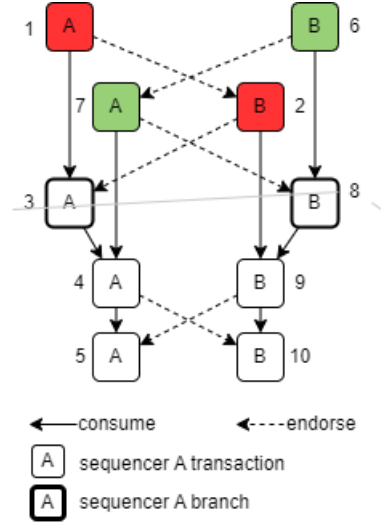 1 A B 6
7 A B 2
3 A B 8
4 A B 9
5 A B 10
consume endorse
A sequencer A transaction
A sequencer A branch